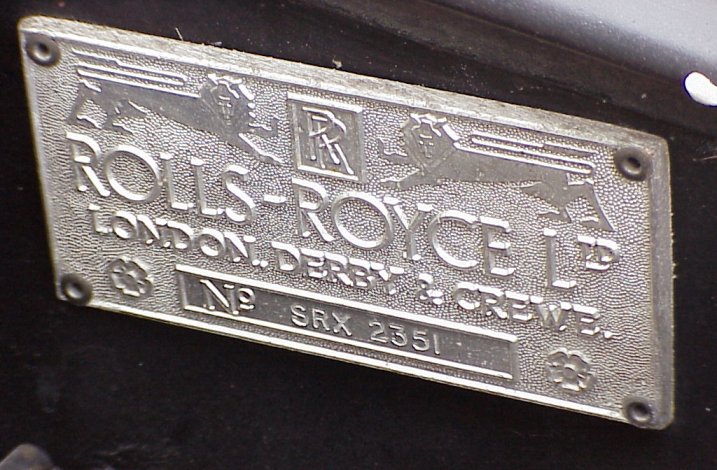 RR
ROLLS-ROYCE LTD
LONDON, DERBY & CREWE.
No SRX 2351